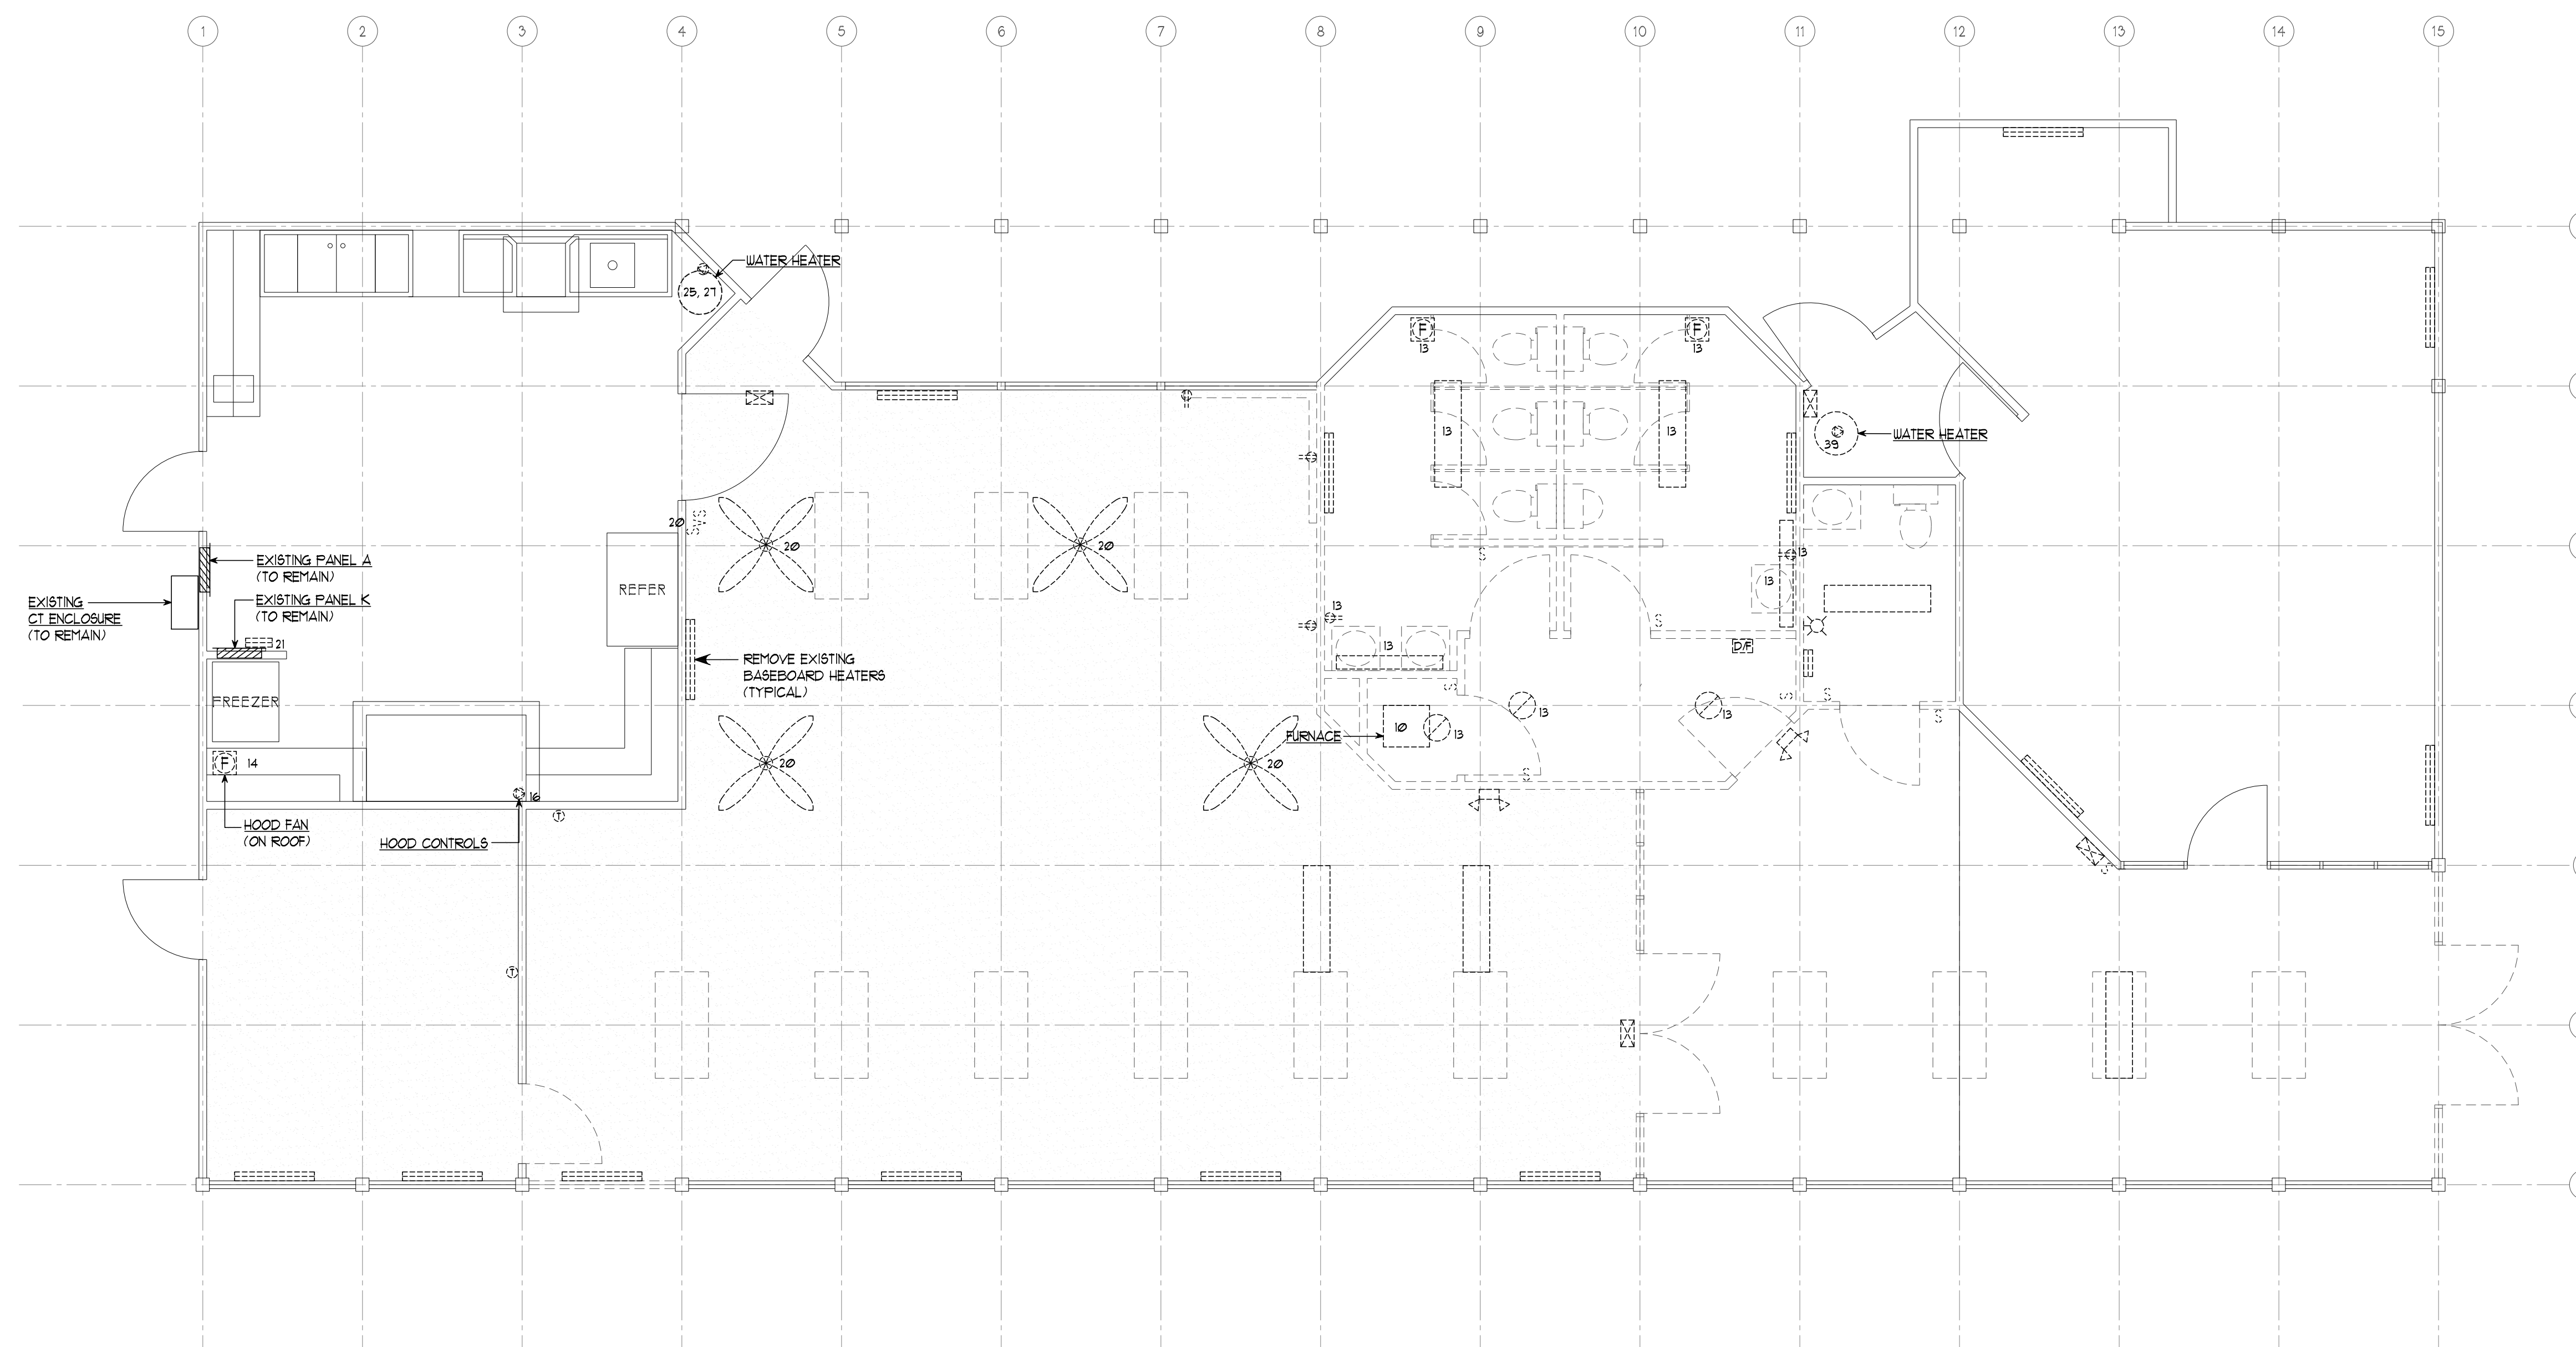 1 2 3 4 5 6 7 8 9 10 11 12 13 14 15
WATER HEATER
25, 27
F
13
F
13
13
13
WATER HEATER
39
20
S S
20
20
EXISTING PANEL A
(TO REMAIN)
EXISTING PANEL K
(TO REMAIN)
EXISTING
CT ENCLOSURE
(TO REMAIN)
REFER
21
S
13
13
13
S
13
D/F
REMOVE EXISTING
BASEBOARD HEATERS
(TYPICAL)
FREEZER
S
S
S
S
13
13
10
13
FURNACE
F
14
20
20
S
16
T
HOOD FAN
(ON ROOF)
HOOD CONTROLS
S
T